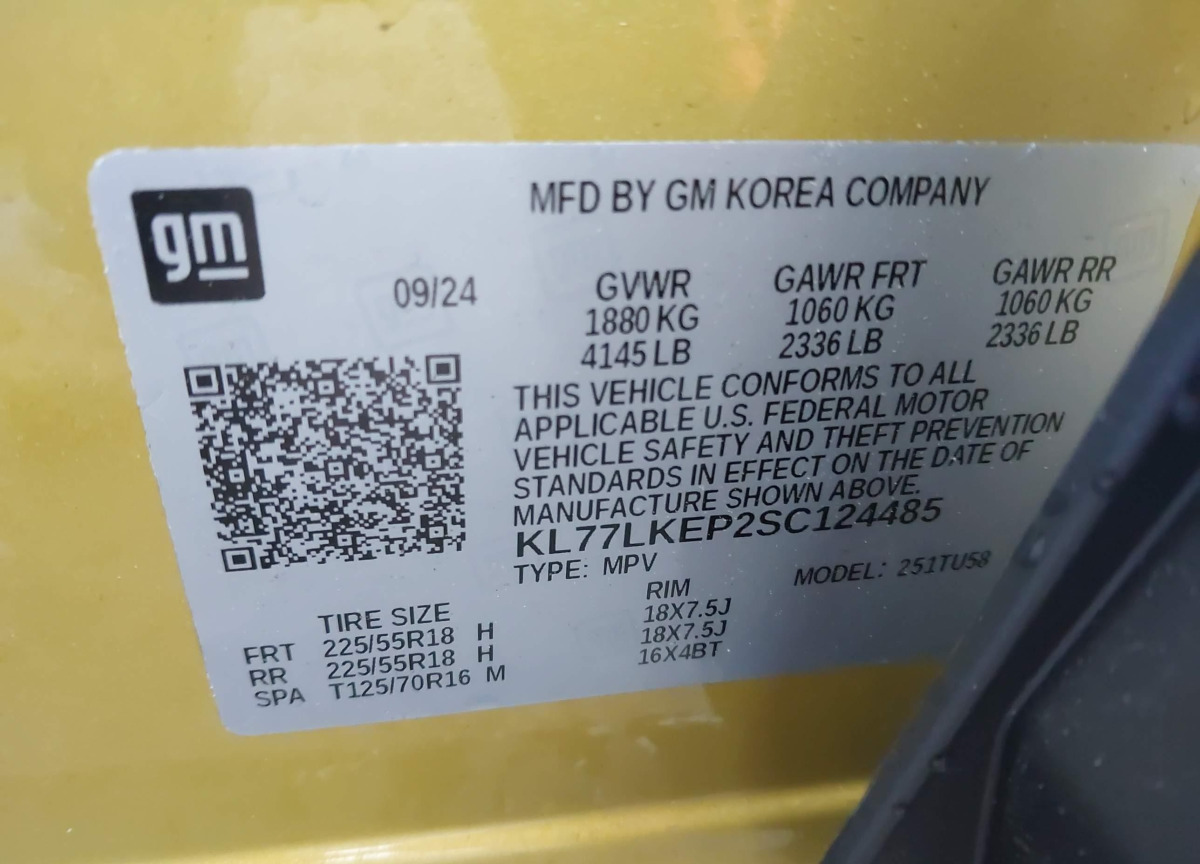 gm
MFD BY GM KOREA COMPANY
09/24
GVWR GAWR FRT GAWR RR
1880 KG 1060 KG 1060 KG
4145 LB 2336 LB 2336 LB
THIS VEHICLE CONFORMS TO ALL
APPLICABLE U.S. FEDERAL MOTOR
VEHICLE SAFETY AND THEFT PREVENTION
STANDARDS IN EFFECT ON THE DATE OF
MANUFACTURE SHOWN ABOVE.
KL77LKEP2SC124485
TYPE: MPV MODEL: 251TU58
TIRE SIZE RIM
FRT 225/55R18 H 18X7.5J
RR 225/55R18 H 18X7.5J
SPA T125/70R16 M 16X4BT